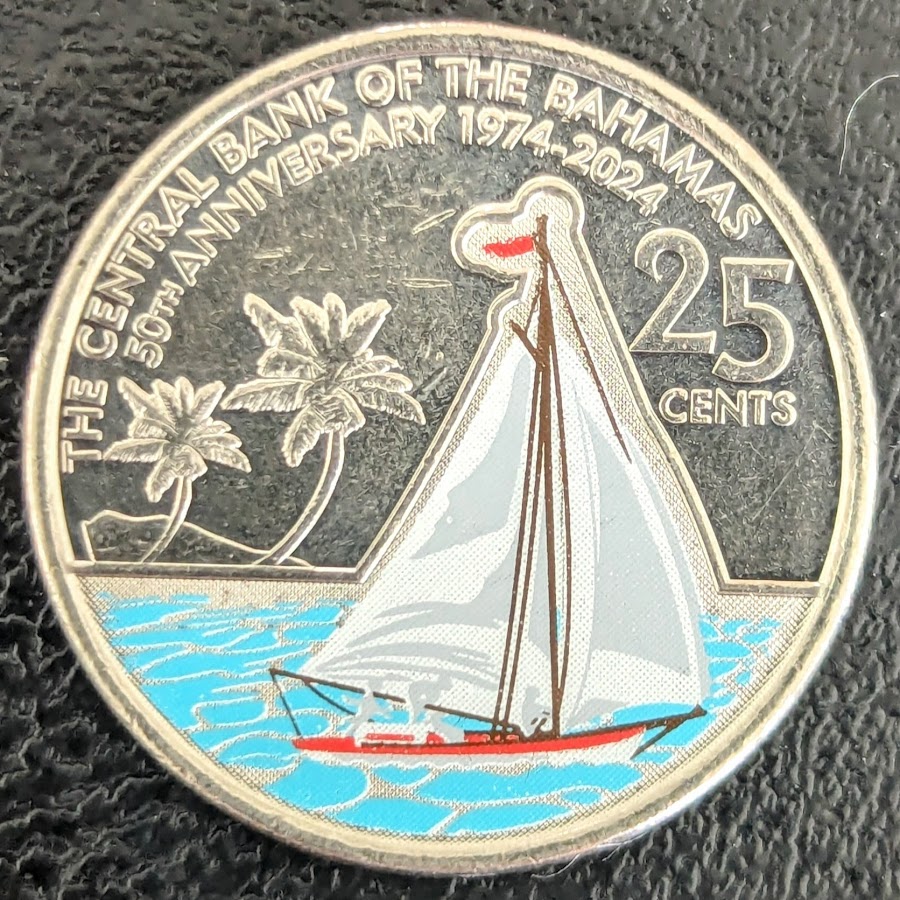 THE CENTRAL BANK OF THE BAHAMAS
50TH ANNIVERSARY 1974-2024
25
CENTS